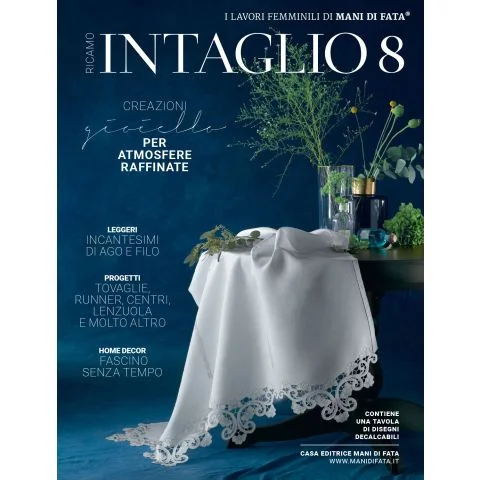 I LAVORI FEMMINILI DI MANI DI FATA®
RICAMO
INTAGLIO 8
CREAZIONI
gioiello
PER
ATMOSFERE
RAFFINATE
LEGGERI
INCANTESIMI
DI AGO E FILO
PROGETTI
TOVAGLIE,
RUNNER, CENTRI,
LENZUOLA
E MOLTO ALTRO
HOME DECOR
FASCINO
SENZA TEMPO
CONTIENE
UNA TAVOLA
DI DISEGNI
DECALCABILI
CASA EDITRICE MANI DI FATA
WWW.MANIDIFATA.IT